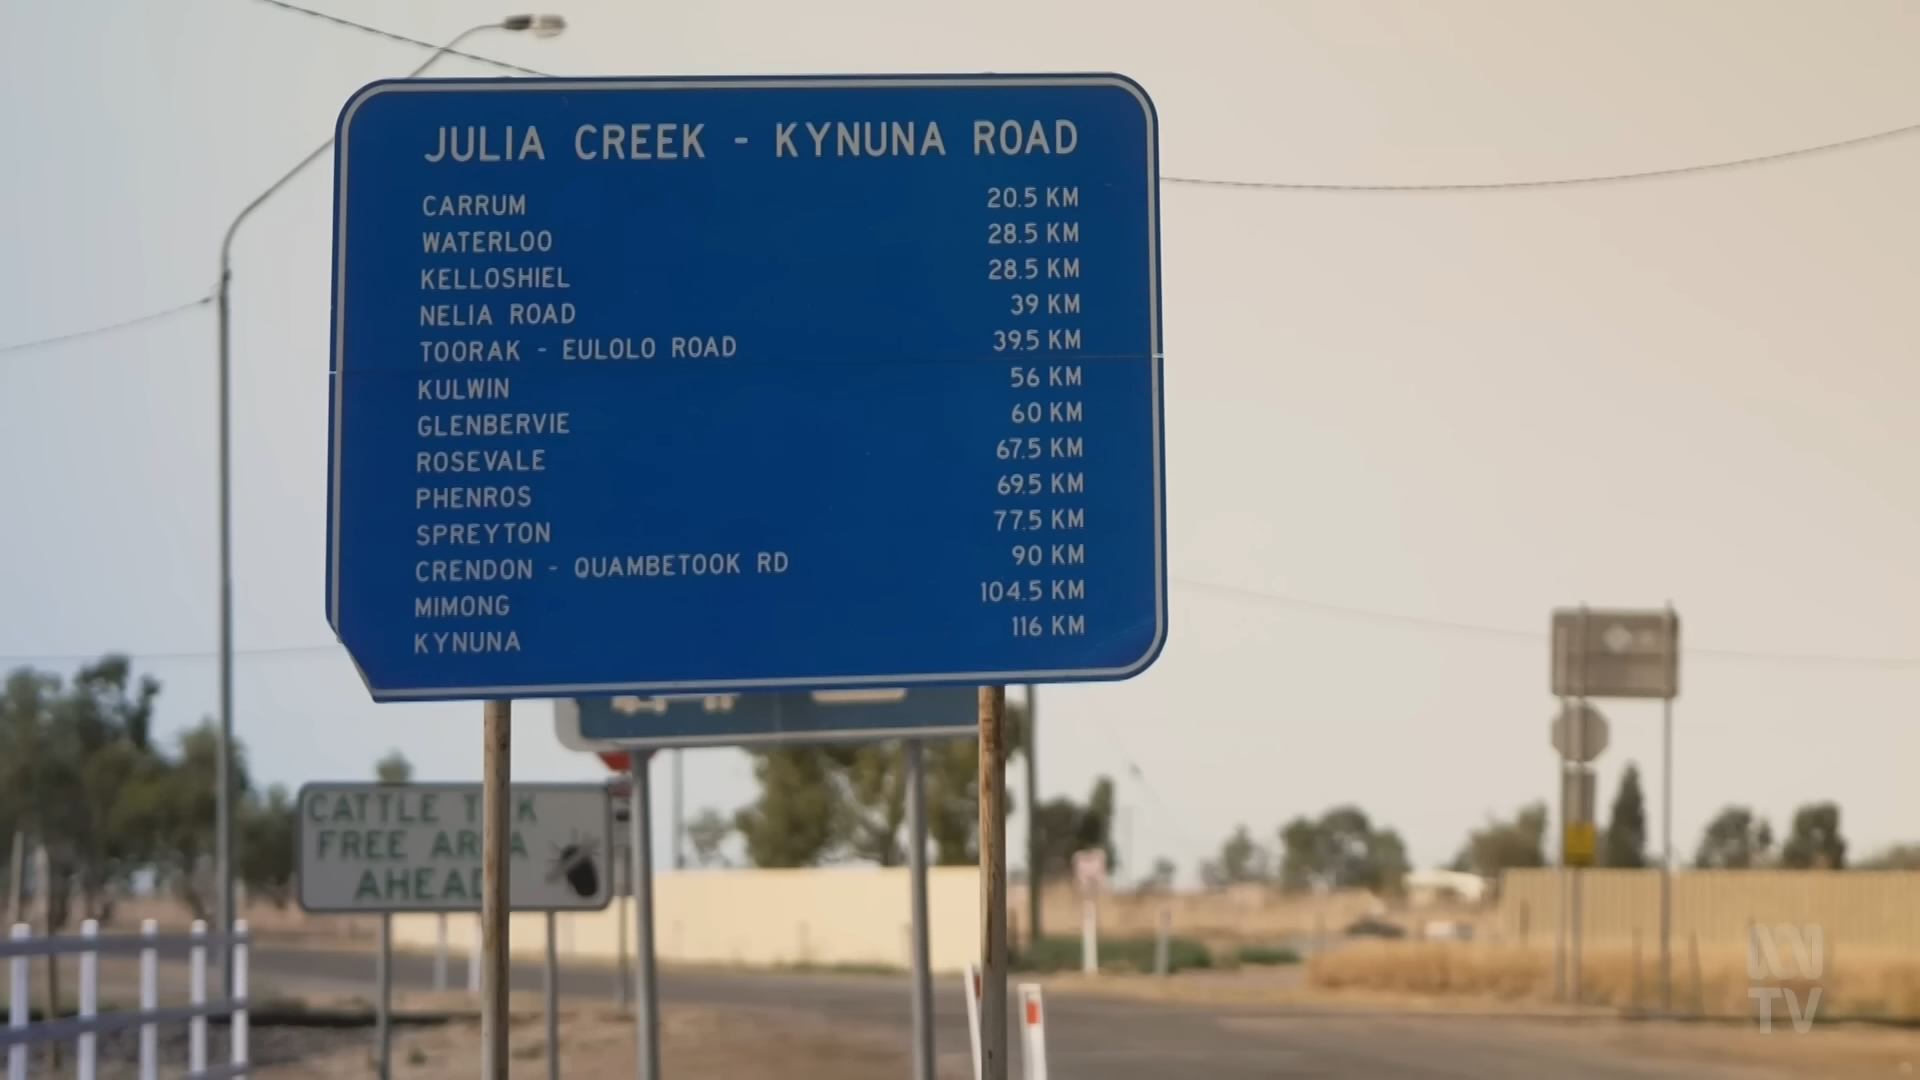 JULIA CREEK - KYNUNA ROAD
CARRUM 20.5 KM
WATERLOO 28.5 KM
KELLOSHIEL 28.5 KM
NELIA ROAD 39 KM
TOORAK - EULOLO ROAD 39.5 KM
KULWIN 56 KM
GLENBERVIE 60 KM
ROSEVALE 67.5 KM
PHENROS 69.5 KM
SPREYTON 77.5 KM
CRENDON - QUAMBETOOK RD 90 KM
MIMONG 104.5 KM
KYNUNA 116 KM
CATTLE TICK
FREE AREA
AHEAD
TV